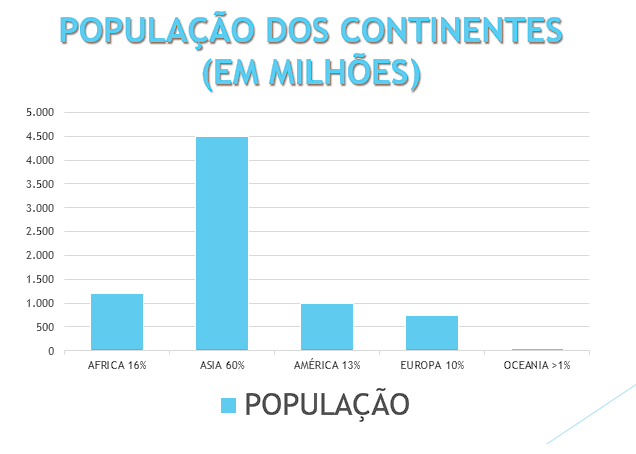 POPULAÇÃO DOS CONTINENTES
(EM MILHÕES)
5.000
4.500
4.000
3.500
3.000
2.500
2.000
1.500
1.000
500
0
AFRICA 16% ASIA 60% AMÉRICA 13% EUROPA 10% OCEANIA >1%
POPULAÇÃO